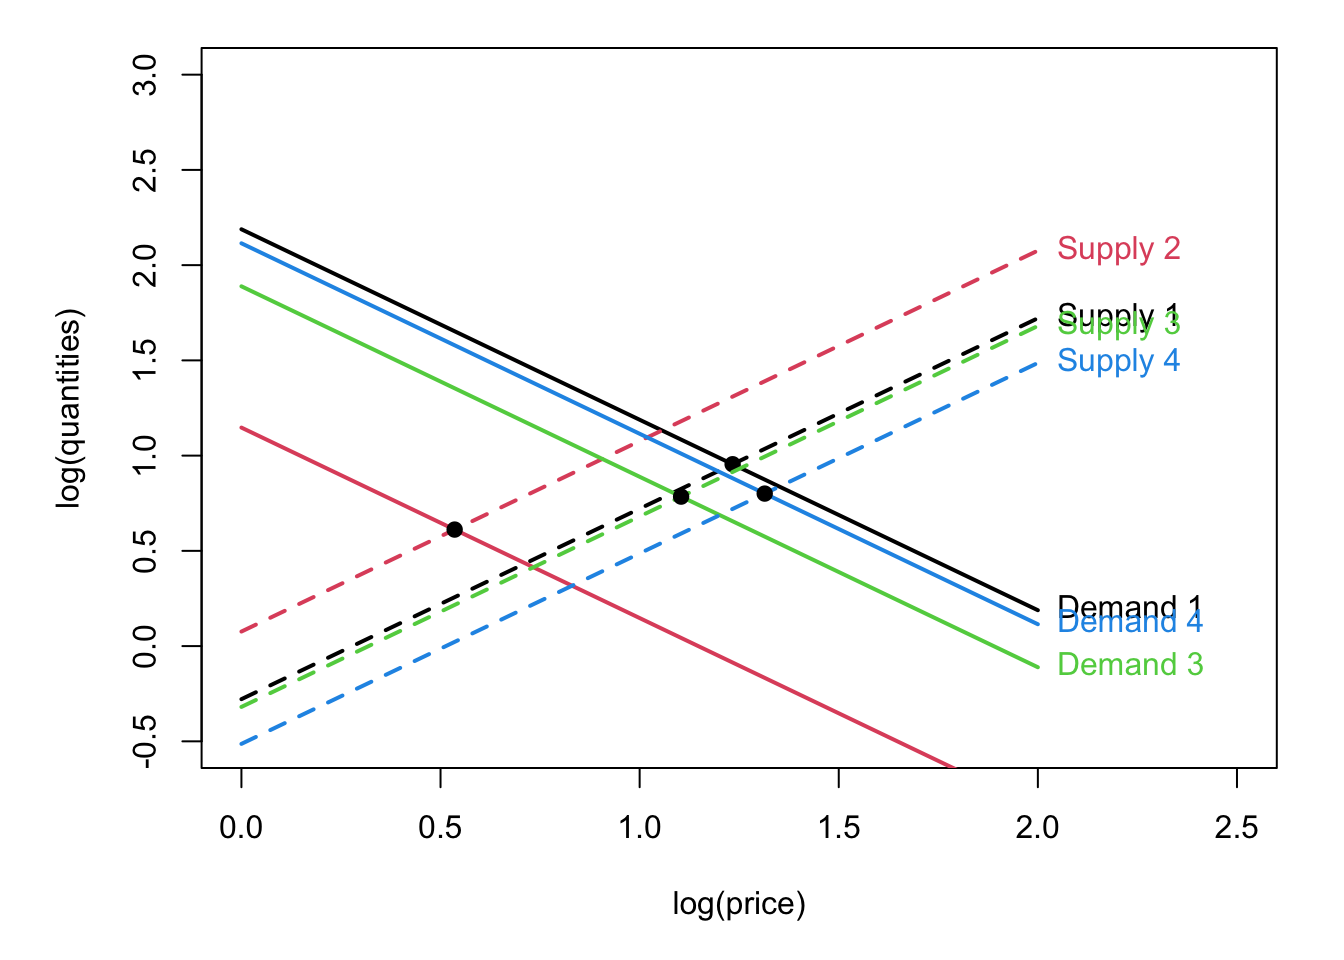 3.0
2.5
2.0
1.5
1.0
0.5
0.0
-0.5
log(quantities)
Supply 2
Supply 1
Supply 3
Supply 4
Demand 1
Demand 4
Demand 3
0.0 0.5 1.0 1.5 2.0 2.5
log(price)